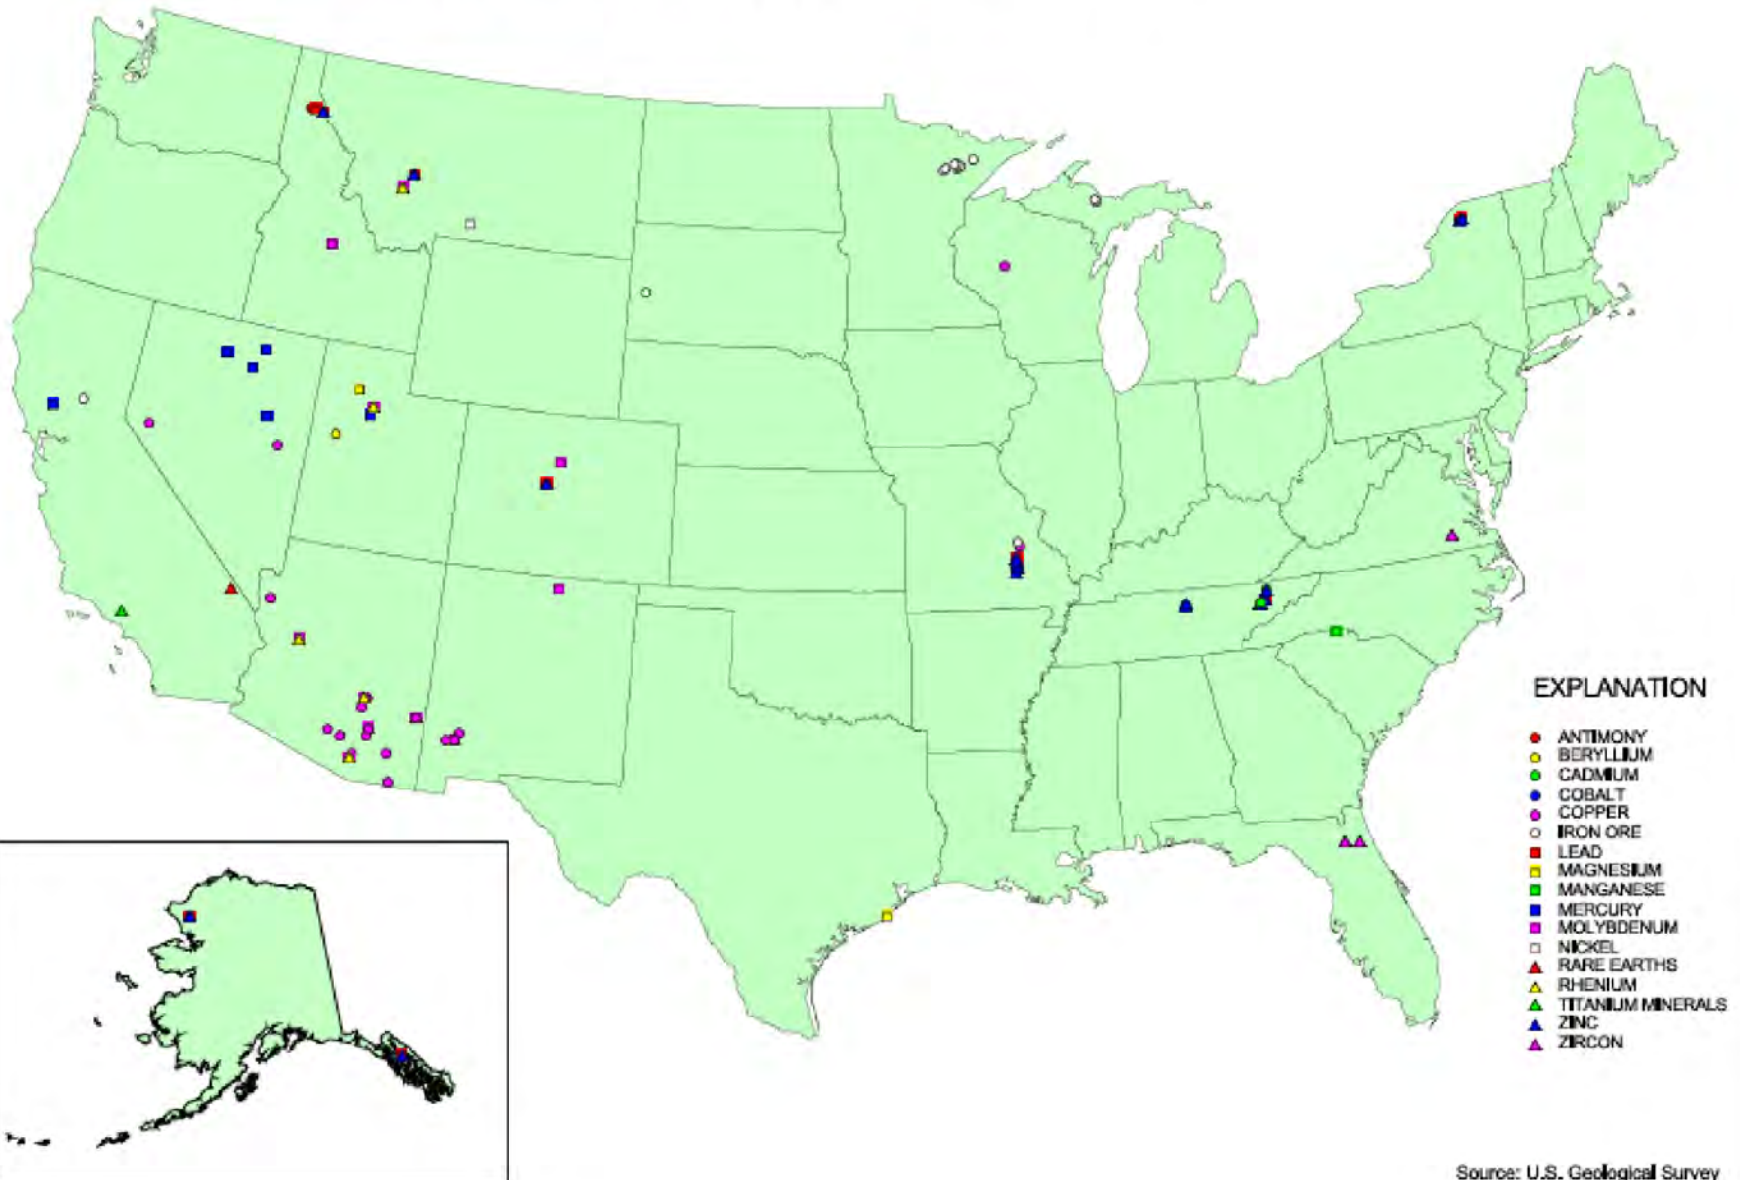 EXPLANATION
ANTIMONY
BERYLLIUM
CADMIUM
COBALT
COPPER
IRON ORE
LEAD
MAGNESIUM
MANGANESE
MERCURY
MOLYBDENUM
NICKEL
RARE EARTHS
RHENIUM
TITANIUM MINERALS
ZINC
ZIRCON
Source: U.S. Geological Survey